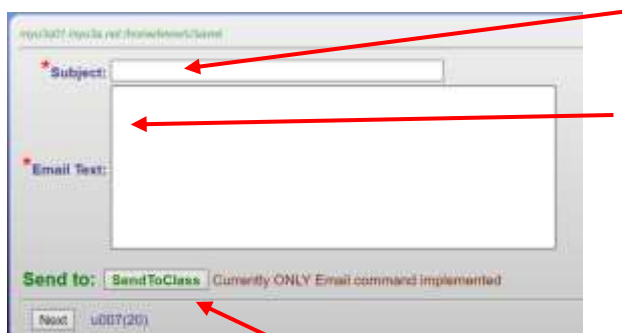 *Subject:
*Email Text:
Send to: SendToClass Currently ONLY Email command implemented
Next u007(20)